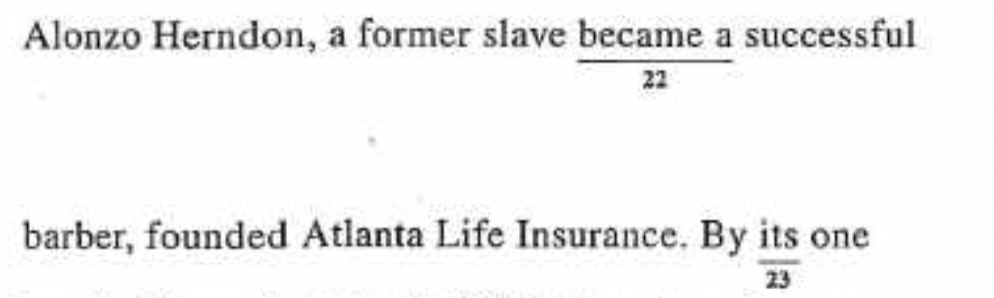 Alonzo Herndon, a former slave became a successful
22
barber, founded Atlanta Life Insurance. By its one
23